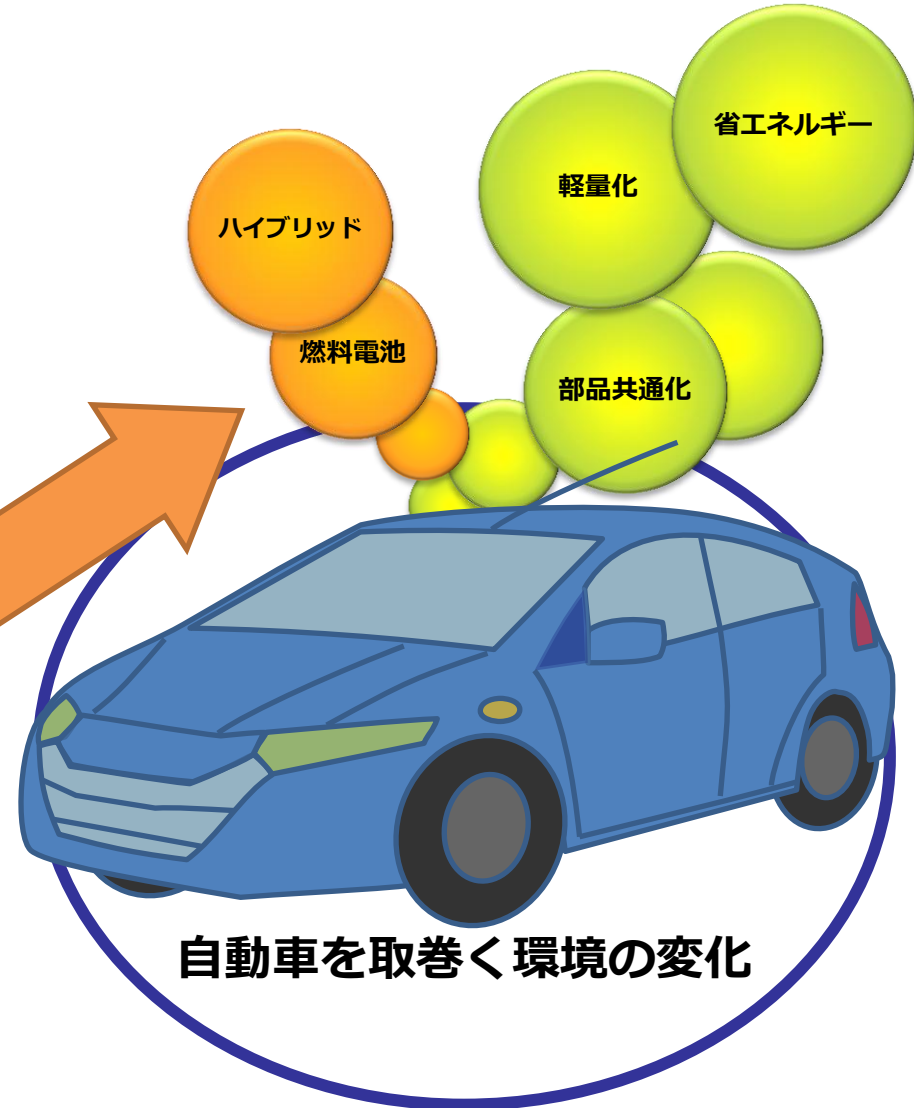 省エネルギー
軽量化
ハイブリッド
燃料電池
部品共通化
自動車を取巻く環境の変化